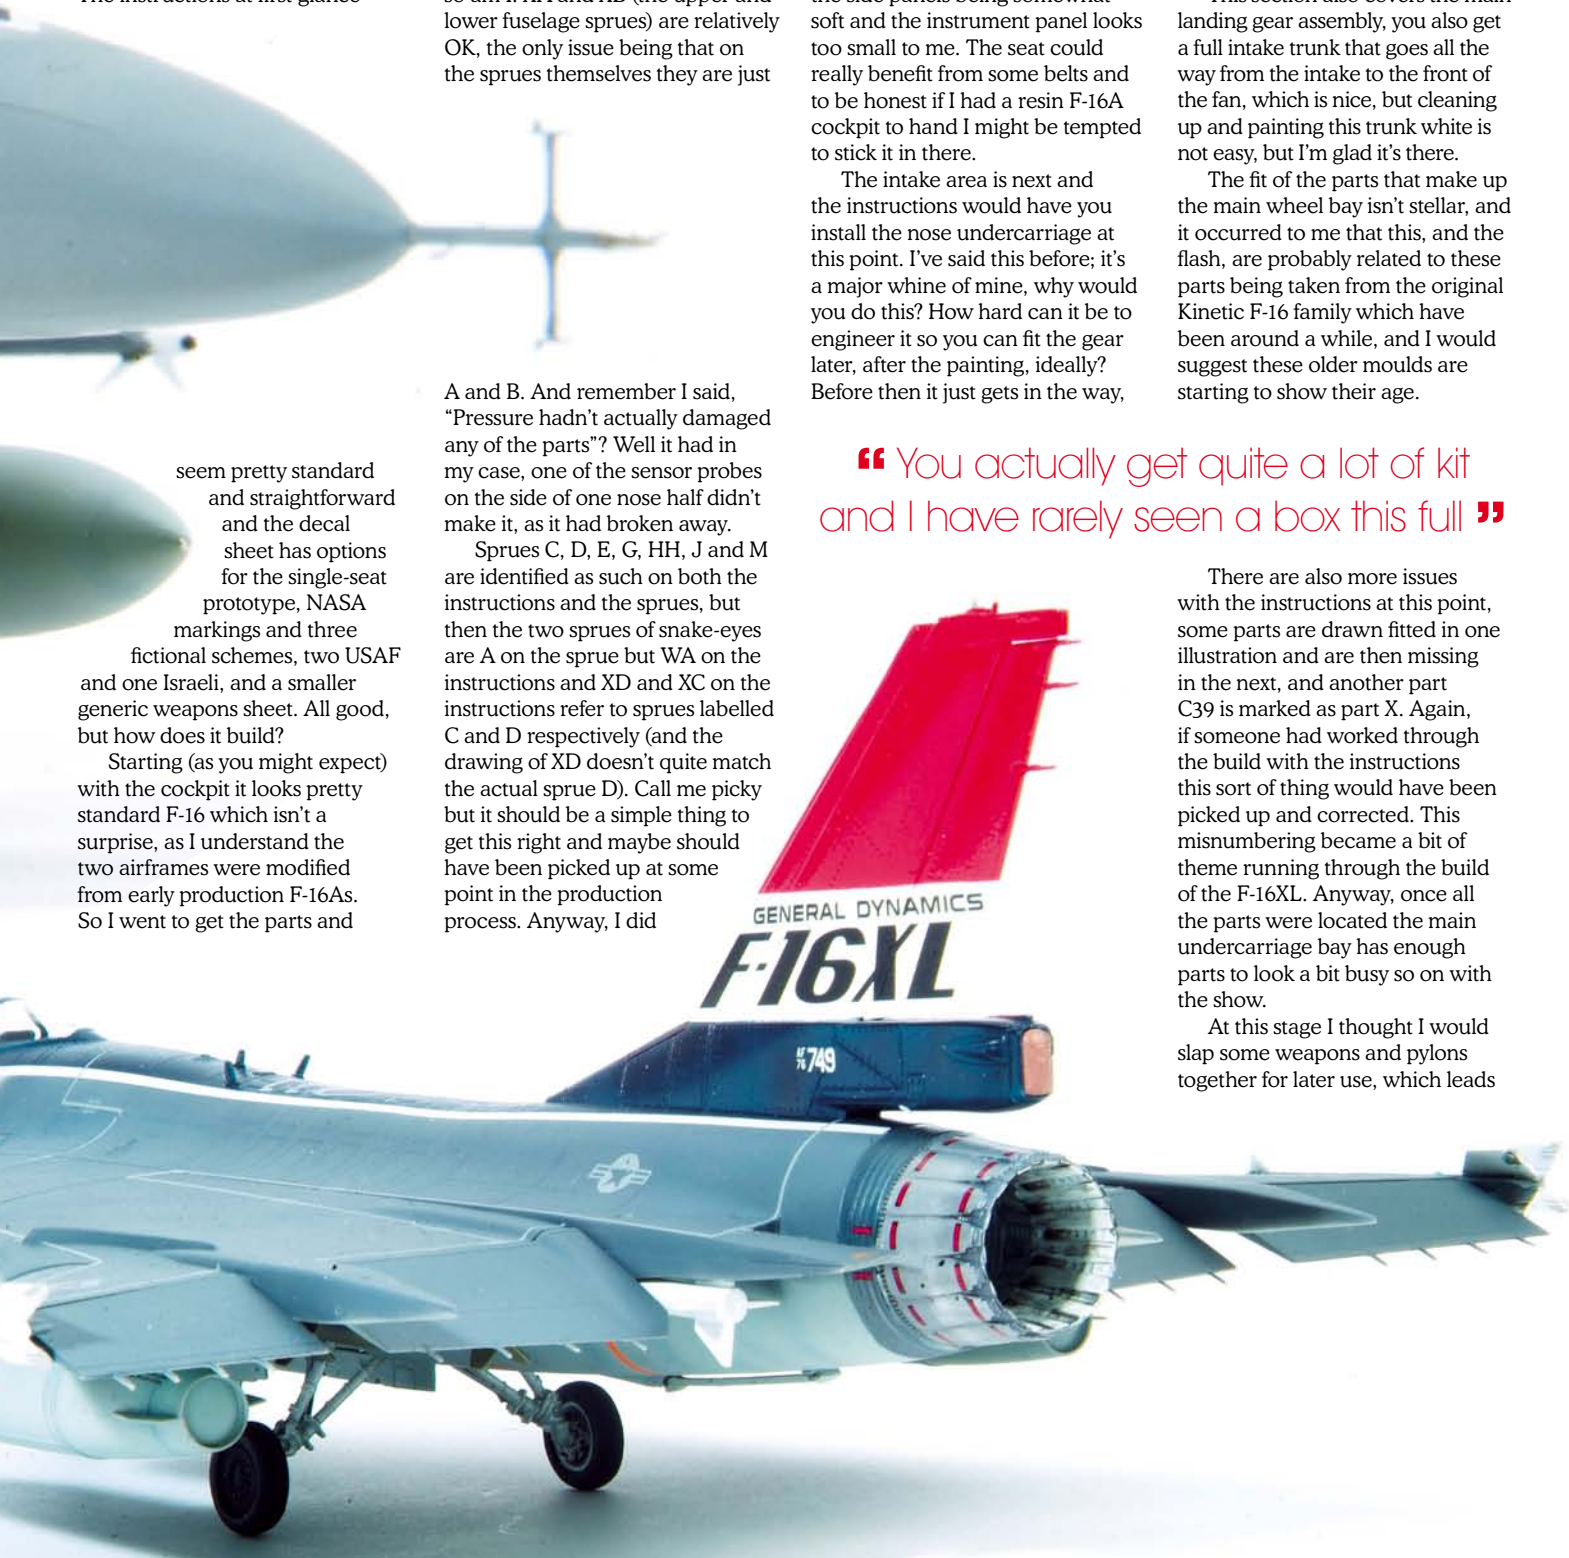 The instructions at first glance
seem pretty standard
and straightforward
and the decal
sheet has options
for the single-seat
prototype, NASA
markings and three
fictional schemes, two USAF
and one Israeli, and a smaller
generic weapons sheet. All good,
but how does it build?
Starting (as you might expect)
with the cockpit it looks pretty
standard F-16 which isn't a
surprise, as I understand the
two airframes were modified
from early production F-16As.
So I went to get the parts and
lower fuselage sprues) are relatively
OK, the only issue being that on
the sprues themselves they are just
A and B. And remember I said,
“Pressure hadn't actually damaged
any of the parts”? Well it had in
my case, one of the sensor probes
on the side of one nose half didn't
make it, as it had broken away.
Sprues C, D, E, G, HH, J and M
are identified as such on both the
instructions and the sprues, but
then the two sprues of snake-eyes
are A on the sprue but WA on the
instructions and XD and XC on the
instructions refer to sprues labelled
C and D respectively (and the
drawing of XD doesn't quite match
the actual sprue D). Call me picky
but it should be a simple thing to
get this right and maybe should
have been picked up at some
point in the production
process. Anyway, I did
the side panels being somewhat
soft and the instrument panel looks
too small to me. The seat could
really benefit from some belts and
to be honest if I had a resin F-16A
cockpit to hand I might be tempted
to stick it in there.
The intake area is next and
the instructions would have you
install the nose undercarriage at
this point. I've said this before; it's
a major whine of mine, why would
you do this? How hard can it be to
engineer it so you can fit the gear
later, after the painting, ideally?
Before then it just gets in the way,
This section also covers the main
landing gear assembly, you also get
a full intake trunk that goes all the
way from the intake to the front of
the fan, which is nice, but cleaning
up and painting this trunk white is
not easy, but I'm glad it's there.
The fit of the parts that make up
the main wheel bay isn't stellar, and
it occurred to me that this, and the
flash, are probably related to these
parts being taken from the original
Kinetic F-16 family which have
been around a while, and I would
suggest these older moulds are
starting to show their age.
“ You actually get quite a lot of kit
and I have rarely seen a box this full ”
There are also more issues
with the instructions at this point,
some parts are drawn fitted in one
illustration and are then missing
in the next, and another part
C39 is marked as part X. Again,
if someone had worked through
the build with the instructions
this sort of thing would have been
picked up and corrected. This
misnumbering became a bit of
theme running through the build
of the F-16XL. Anyway, once all
the parts were located the main
undercarriage bay has enough
parts to look a bit busy so on with
the show.
At this stage I thought I would
slap some weapons and pylons
together for later use, which leads
GENERAL DYNAMICS
F-16XL
AF 76 749